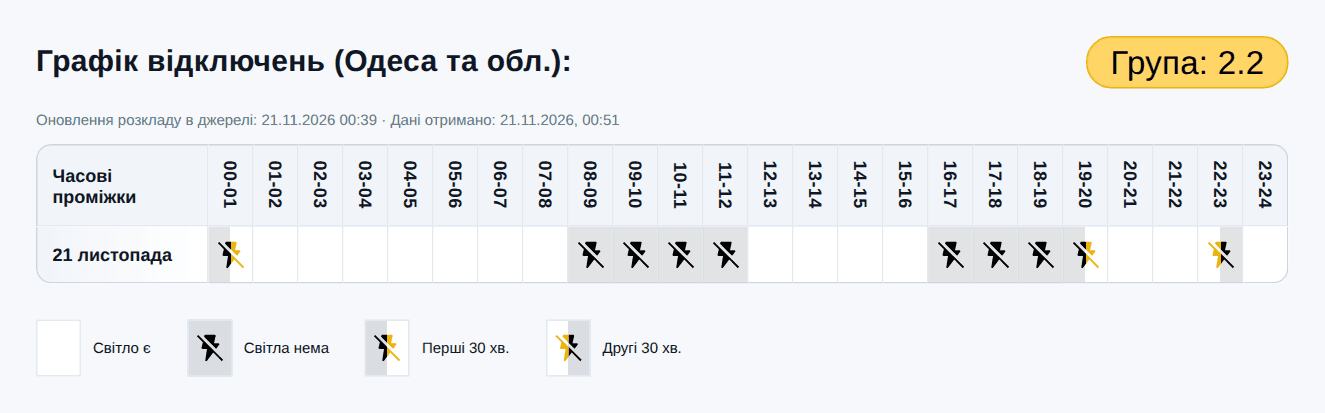 Графік відключень (Одеса та обл.):
Група: 2.2
Оновлення розкладу в джерелі: 21.11.2026 00:39 · Дані отримано: 21.11.2026, 00:51
Часові
проміжки
00-01 01-02 02-03 03-04 04-05 05-06 06-07 07-08 08-09 09-10 10-11 11-12 12-13 13-14 14-15 15-16 16-17 17-18 18-19 19-20 20-21 21-22 22-23 23-24
21 листопада
Світло є Світла нема Перші 30 хв. Другі 30 хв.